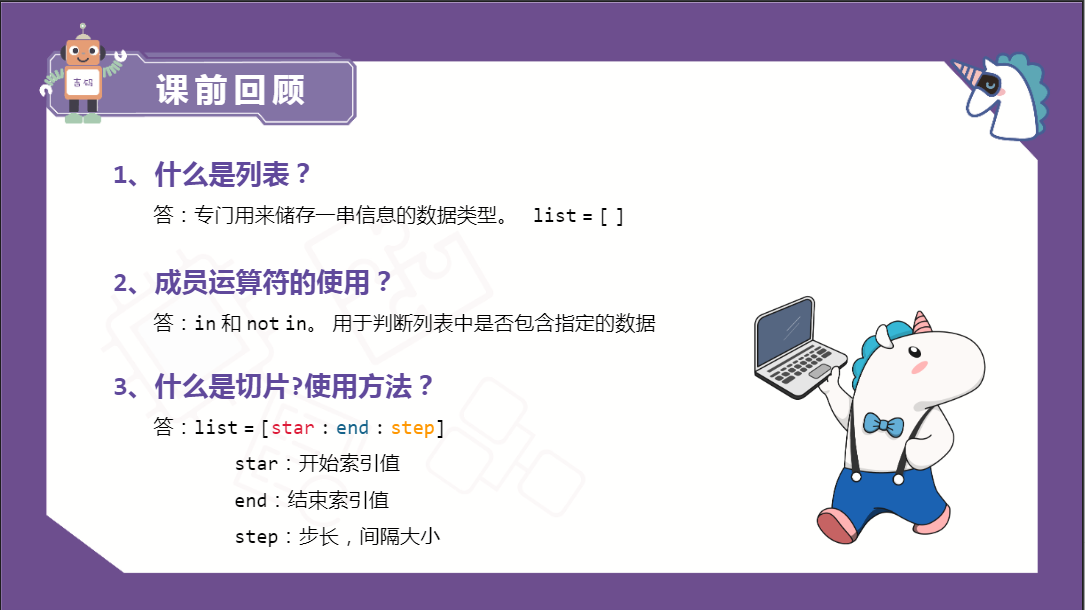 吉码
课前回顾
1、什么是列表？
答：专门用来储存一串信息的数据类型。 list = [ ]
2、成员运算符的使用？
答：in 和 not in。 用于判断列表中是否包含指定的数据
3、什么是切片?使用方法？
答：list = [star : end : step]
star：开始索引值
end：结束索引值
step：步长，间隔大小